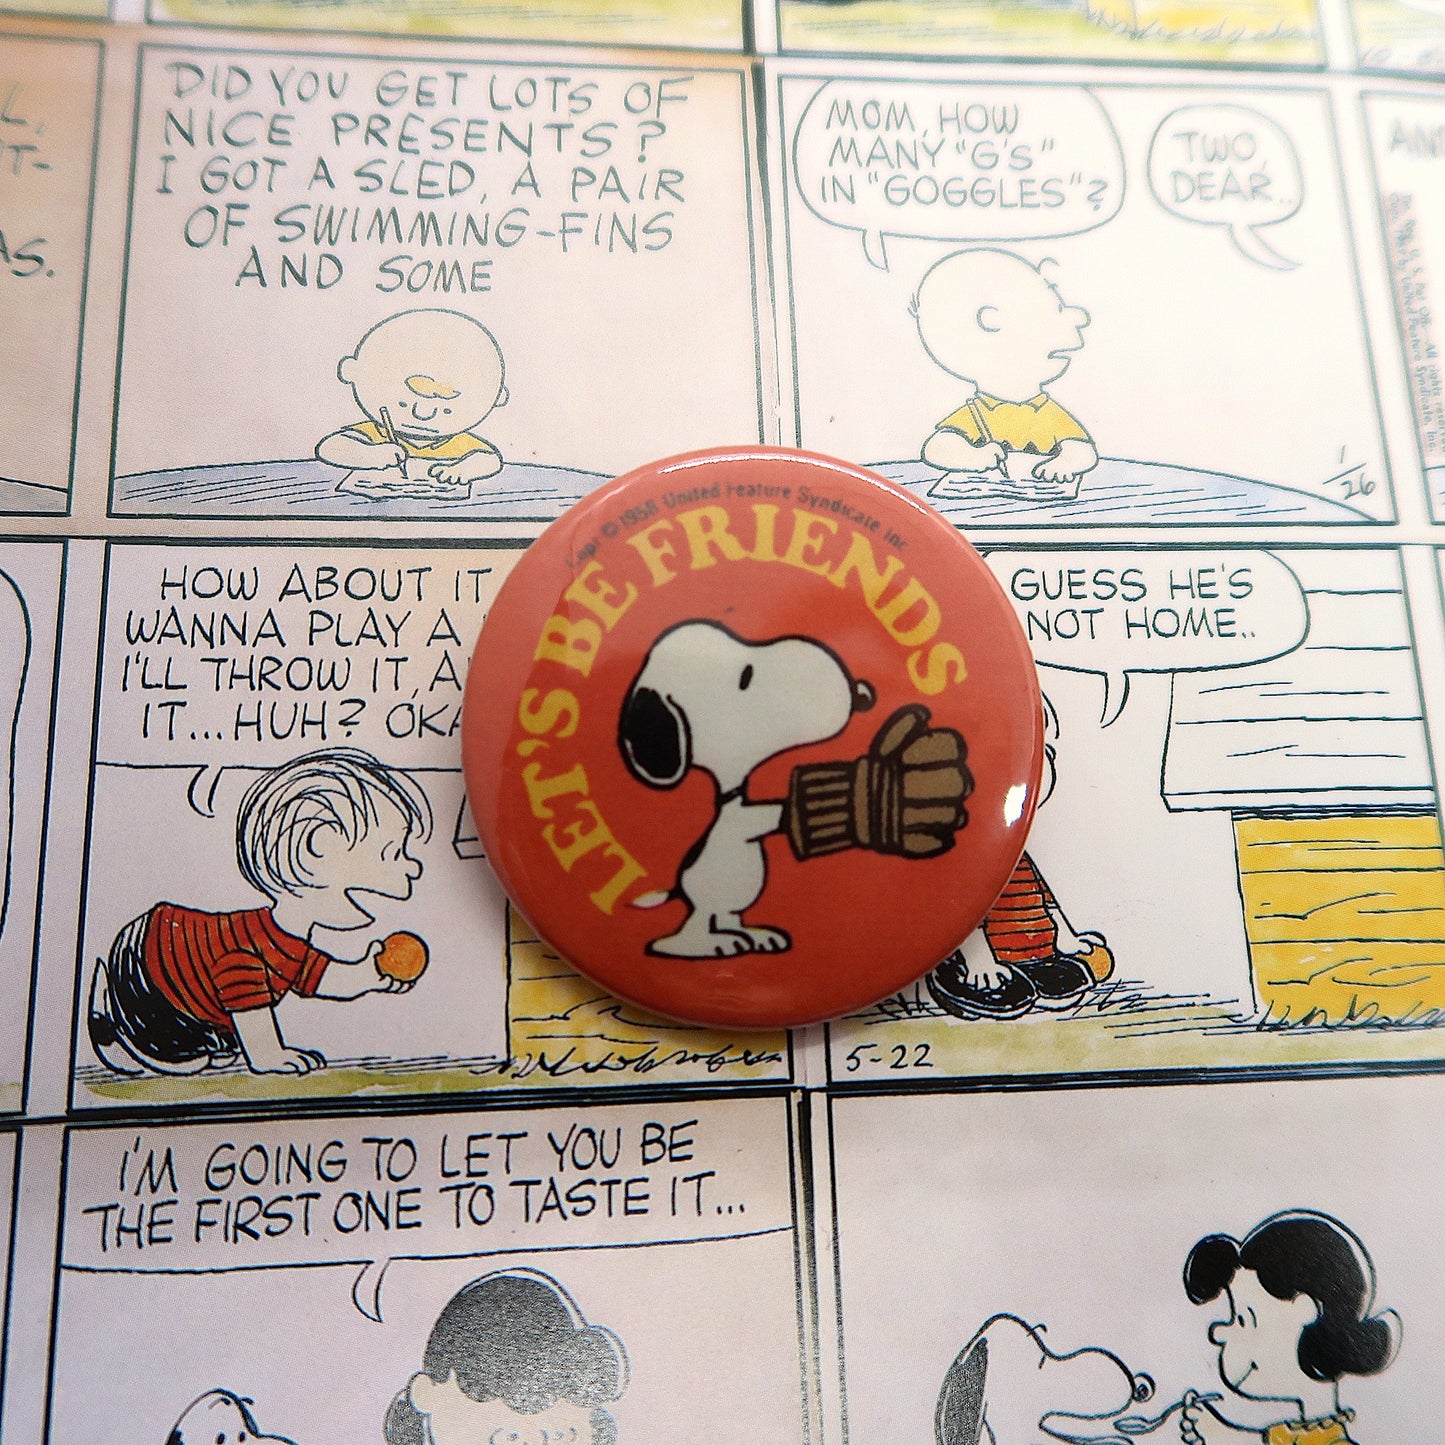 DID YOU GET LOTS OF
NICE PRESENTS?
I GOT A SLED, A PAIR
OF SWIMMING-FINS
AND SOME
MOM, HOW
MANY "G'S"
IN "GOGGLES"?
TWO,
DEAR..
1/26
AS.
HOW ABOUT IT
WANNA PLAY A
I'LL THROW IT, A
IT...HUH? OKA
Copr © 1958 United Feature Syndicate Inc
LET'S BE FRIENDS
GUESS HE'S
NOT HOME..
5-22
I'M GOING TO LET YOU BE
THE FIRST ONE TO TASTE IT...